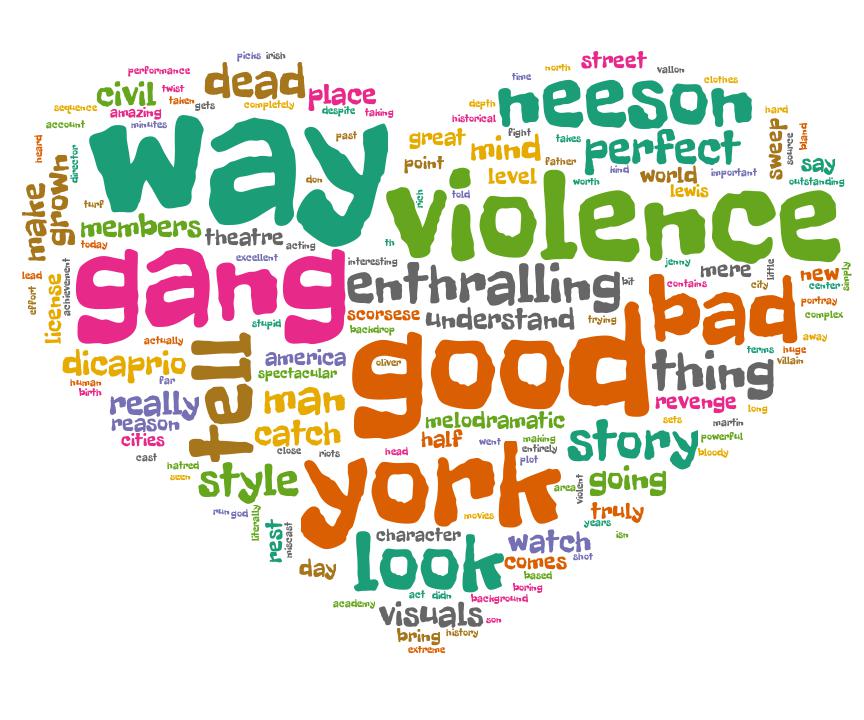 picks irish
performance
dead
street
vallon
north
time
clothes
civil
twist
taken
gets
completely
place
despite
taking
sequence
amazing
account
minutes
neeson
depth
historical
hard
way
past
great
fight
takes
perfect
sweep
source
bland
heard
director
mind
father
point
level
kind
world
important
say
outstanding
make
grown
don
rich
told
worth
lewis
turf
members
violence
today
theatre
acting
th
excellent
interesting
jenny
mere
little
new
simply
lead
effort
license
achievement
gang
enthralling
bit
contains
city
center
portray
bad
complex
stupid
scorsese
understand
trying
backdrop
actually
tell
good
away
terms
huge
villain
dicaprio
america
oliver
spectacular
thing
human
far
birth
really
man
revenge
long
reason
melodramatic
sets
martin
cities
catch
half
went
making
story
powerful
cast
close
riots
head
entirely
plot
bloody
hatred
seen
style
york
area
violent
going
run
god
literally
movies
truly
years
isn
rest
miscast
character
watch
shot
day
look
comes
based
boring
act
didn
background
academy
visuals
son
bring
history
extreme